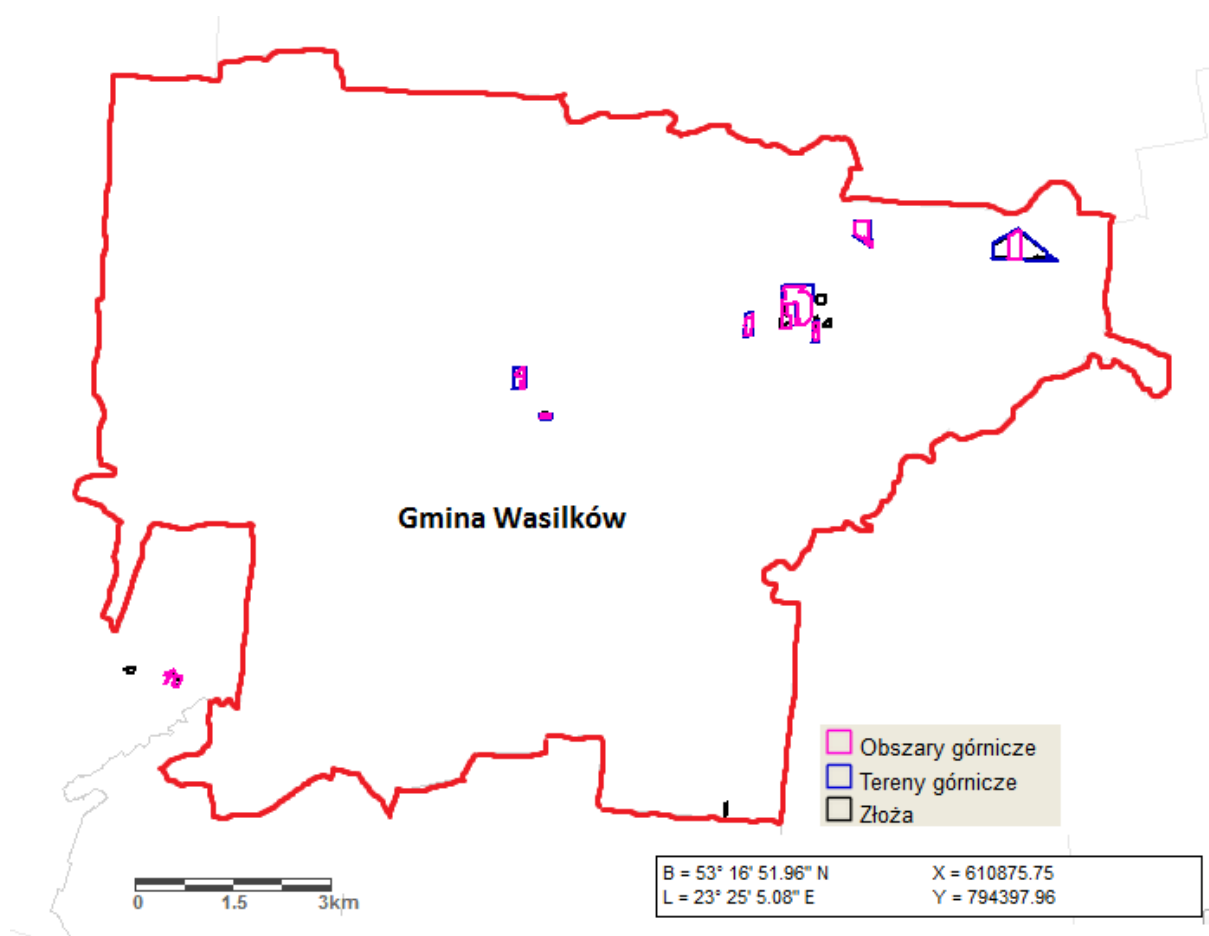 Gmina Wasilków
Obszary górnicze
Tereny górnicze
Złoża
B = 53° 16' 51.96" N X = 610875.75
L = 23° 25' 5.08" E Y = 794397.96
0 1.5 3km